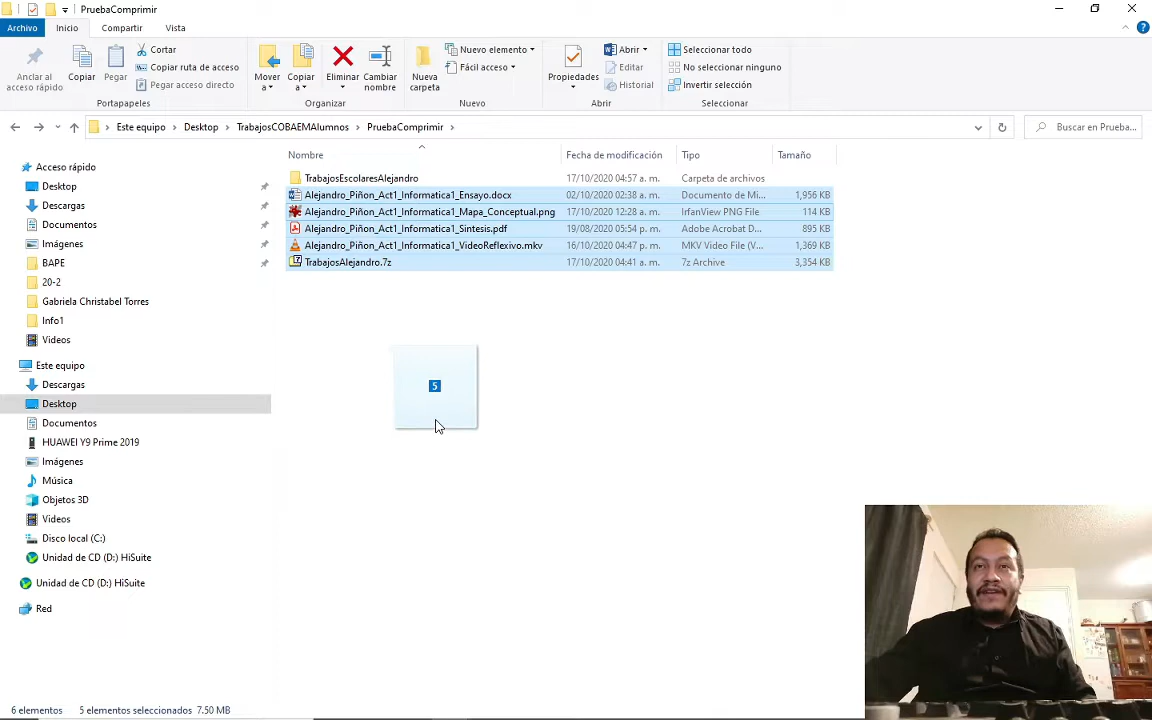 PruebaComprimir
Archivo Inicio Compartir Vista
Anclar al acceso rápido
Copiar
Pegar
Cortar
Copiar ruta de acceso
Pegar acceso directo
Portapapeles
Mover a
Copiar a
Eliminar
Cambiar nombre
Organizar
Nueva carpeta
Nuevo elemento
Fácil acceso
Nuevo
Propiedades
Abrir
Editar
Historial
Abrir
Seleccionar todo
No seleccionar ninguno
Invertir selección
Seleccionar
Este equipo > Desktop > TrabajosCOBAEMAlumnos > PruebaComprimir >
Buscar en Prueba...
Nombre Fecha de modificación Tipo Tamaño
TrabajosEscolaresAlejandro 17/10/2020 04:57 a. m. Carpeta de archivos
Alejandro_Piñon_Act1_Informatica1_Ensayo.docx 02/10/2020 02:38 a. m. Documento de Mi... 1,956 KB
Alejandro_Piñon_Act1_Informatica1_Mapa_Conceptual.png 17/10/2020 12:28 a. m. IrfanView PNG File 114 KB
Alejandro_Piñon_Act1_Informatica1_Sintesis.pdf 19/08/2020 05:54 p. m. Adobe Acrobat D... 895 KB
Alejandro_Piñon_Act1_Informatica1_VideoReflexivo.mkv 16/10/2020 04:47 p. m. MKV Video File (V... 1,369 KB
TrabajosAlejandro.7z 17/10/2020 04:41 a. m. 7z Archive 3,354 KB
5
Acceso rápido
Desktop
Descargas
Documentos
Imágenes
BAPE
20-2
Gabriela Christabel Torres
Info1
Videos
Este equipo
Descargas
Desktop
Documentos
HUAWEI Y9 Prime 2019
Imágenes
Música
Objetos 3D
Videos
Disco local (C:)
Unidad de CD (D:) HiSuite
Unidad de CD (D:) HiSuite
Red
6 elementos 5 elementos seleccionados 7.50 MB